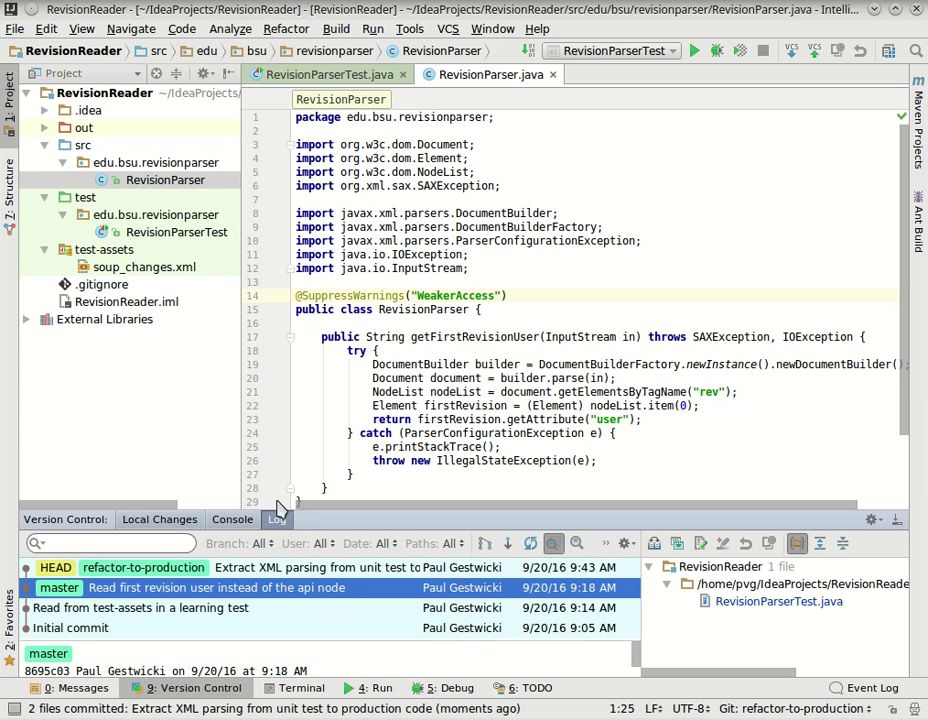 RevisionReader - [~/IdeaProjects/RevisionReader] - [RevisionReader] - ~/IdeaProjects/RevisionReader/src/edu/bsu/revisionparser/RevisionParser.java - Intelli...
File Edit View Navigate Code Analyze Refactor Build Run Tools VCS Window Help
RevisionReader src edu bsu revisionparser RevisionParser RevisionParserTest VCS VCS
Project RevisionParserTest.java RevisionParser.java
RevisionReader ~/IdeaProjects/
.idea
out
src
edu.bsu.revisionparser
RevisionParser
test
edu.bsu.revisionparser
RevisionParserTest
test-assets
soup_changes.xml
.gitignore
RevisionReader.iml
External Libraries
1: Project
7: Structure
2: Favorites
Maven Projects
Ant Build
RevisionParser
1 package edu.bsu.revisionparser;
2
3 import org.w3c.dom.Document;
4 import org.w3c.dom.Element;
5 import org.w3c.dom.NodeList;
6 import org.xml.sax.SAXException;
7
8 import javax.xml.parsers.DocumentBuilder;
9 import javax.xml.parsers.DocumentBuilderFactory;
10 import javax.xml.parsers.ParserConfigurationException;
11 import java.io.IOException;
12 import java.io.InputStream;
13
14 @SuppressWarnings("WeakerAccess")
15 public class RevisionParser {
16
17 public String getFirstRevisionUser(InputStream in) throws SAXException, IOException {
18 try {
19 DocumentBuilder builder = DocumentBuilderFactory.newInstance().newDocumentBuilder();
20 Document document = builder.parse(in);
21 NodeList nodeList = document.getElementsByTagName("rev");
22 Element firstRevision = (Element) nodeList.item(0);
23 return firstRevision.getAttribute("user");
24 } catch (ParserConfigurationException e) {
25 e.printStackTrace();
26 throw new IllegalStateException(e);
27 }
28 }
29 }
Version Control: Local Changes Console Log
Branch: All User: All Date: All Paths: All
HEAD refactor-to-production Extract XML parsing from unit test to Paul Gestwicki 9/20/16 9:43 AM
master Read first revision user instead of the api node Paul Gestwicki 9/20/16 9:18 AM
Read from test-assets in a learning test Paul Gestwicki 9/20/16 9:14 AM
Initial commit Paul Gestwicki 9/20/16 9:05 AM
master
8695c03 Paul Gestwicki on 9/20/16 at 9:18 AM
RevisionReader 1 file
/home/pvg/IdeaProjects/RevisionReade
RevisionParserTest.java
0: Messages 9: Version Control Terminal 4: Run 5: Debug 6: TODO Event Log
2 files committed: Extract XML parsing from unit test to production code (moments ago) 1:25 LF UTF-8 Git: refactor-to-production